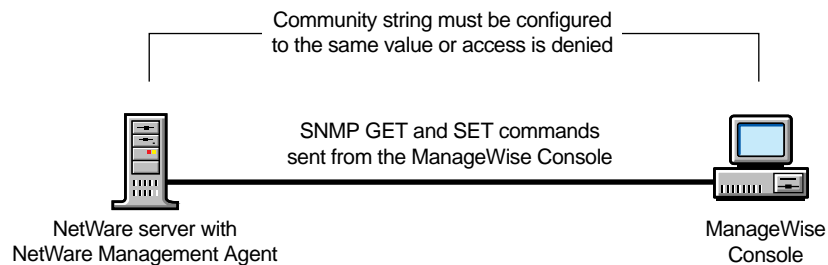 Community string must be configured
to the same value or access is denied
SNMP GET and SET commands
sent from the ManageWise Console
NetWare server with
NetWare Management Agent
ManageWise
Console